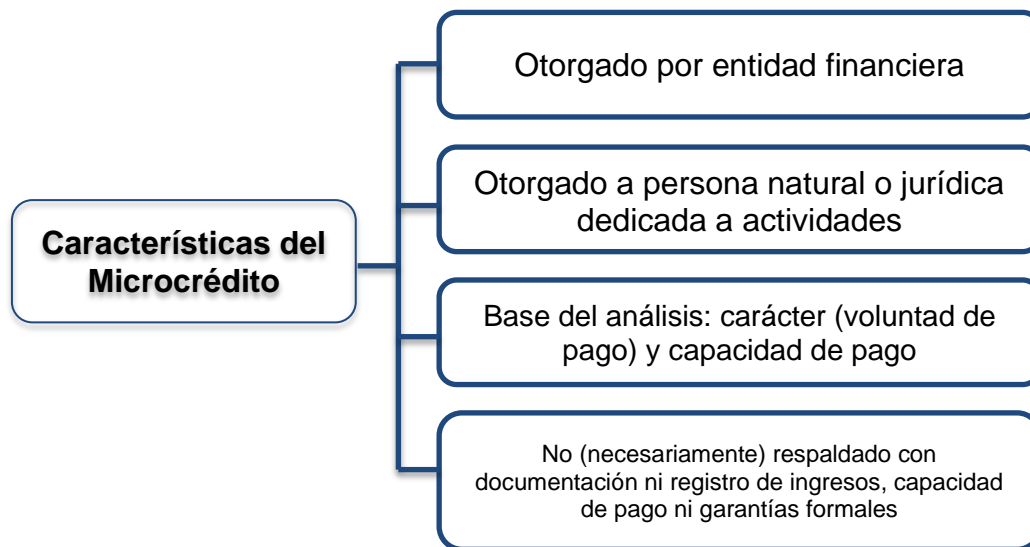 Otorgado por entidad financiera
Otorgado a persona natural o jurídica
dedicada a actividades
Características del
Microcrédito
Base del análisis: carácter (voluntad de
pago) y capacidad de pago
No (necesariamente) respaldado con
documentación ni registro de ingresos, capacidad
de pago ni garantías formales